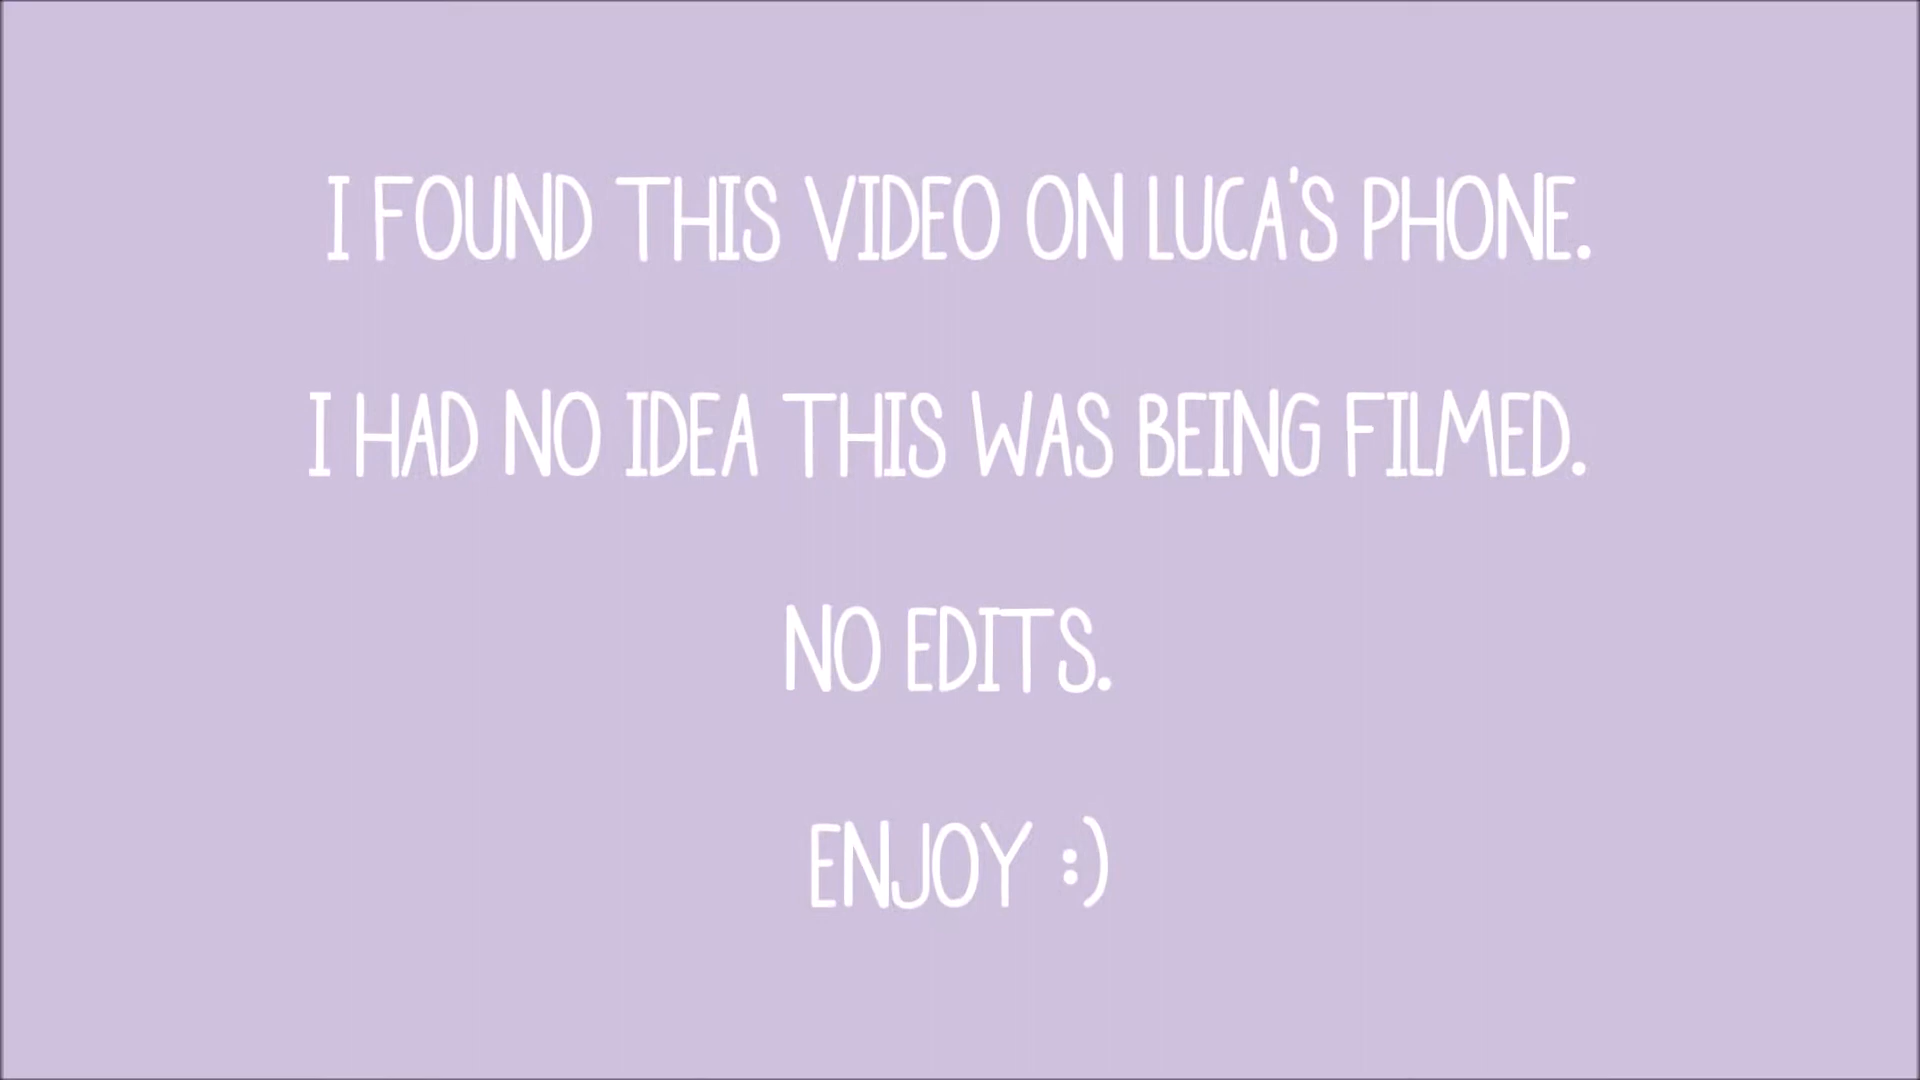 I FOUND THIS VIDEO ON LUCA'S PHONE.
I HAD NO IDEA THIS WAS BEING FILMED.
NO EDITS.
ENJOY :)